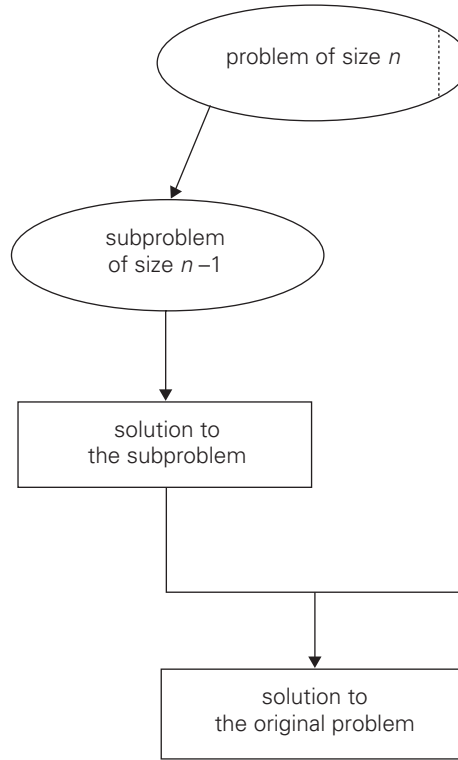 problem of size n
subproblem
of size n –1
solution to
the subproblem
solution to
the original problem